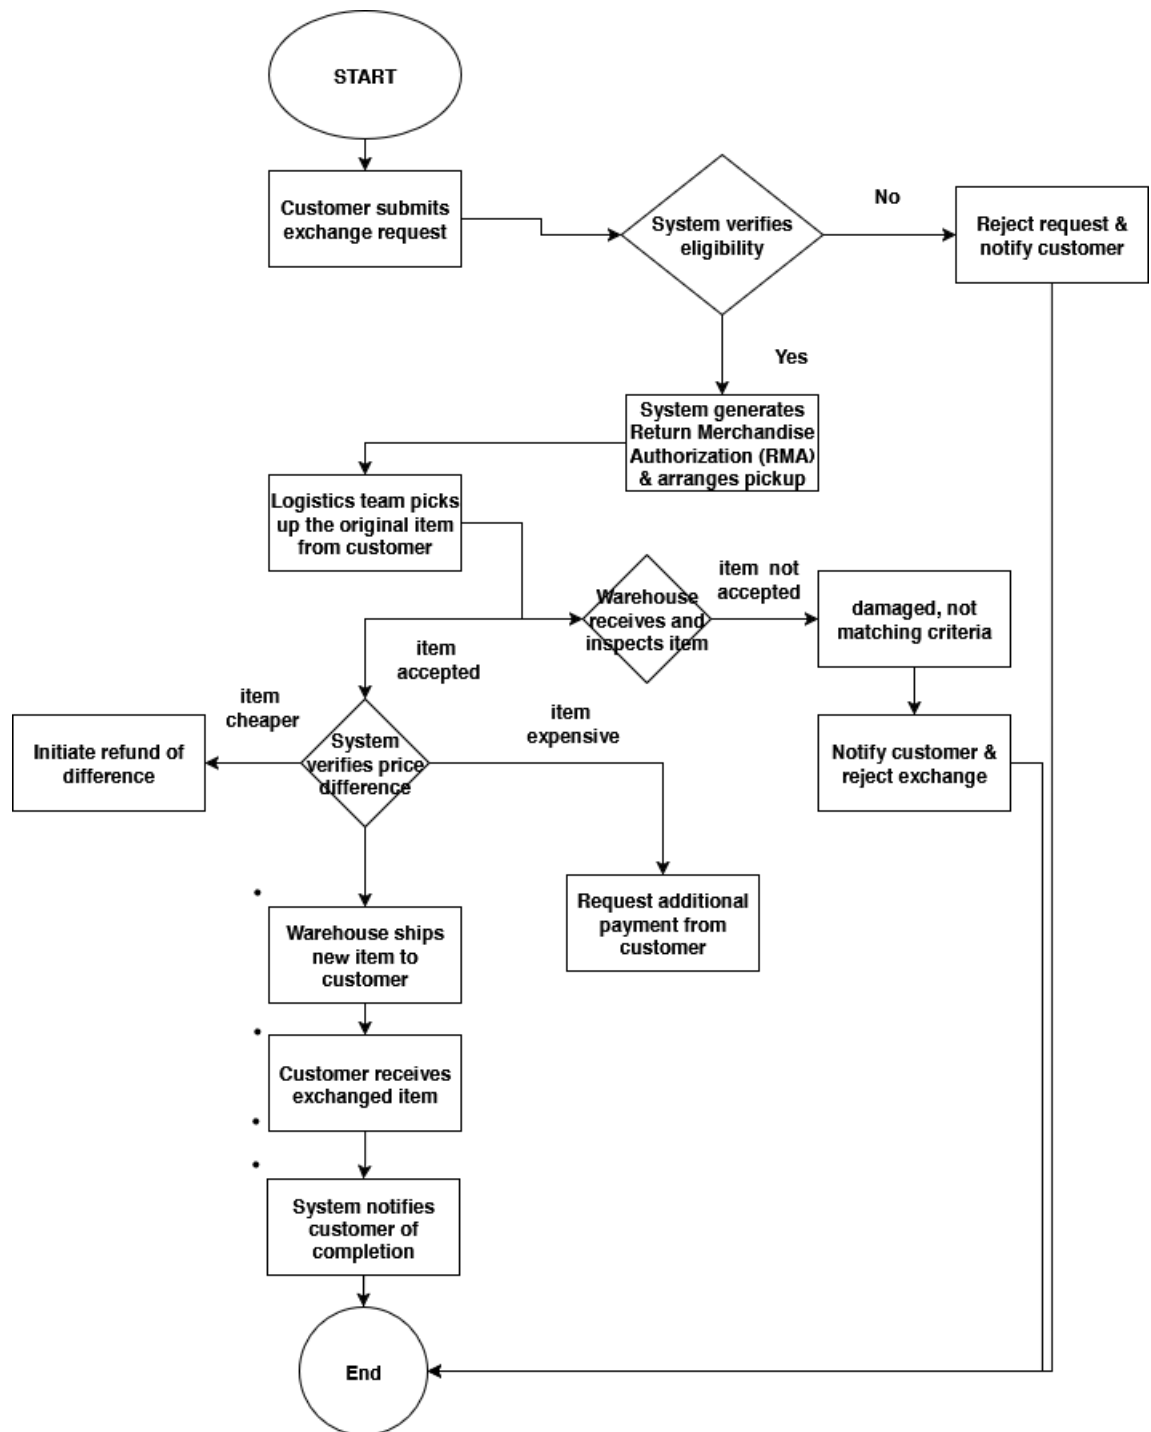 START
Customer submits
exchange request
System verifies
eligibility
No
Reject request &
notify customer
Yes
System generates
Return Merchandise
Authorization (RMA)
& arranges pickup
Logistics team picks
up the original item
from customer
Warehouse
receives and
inspects item
item not
accepted
damaged, not
matching criteria
item
accepted
item
cheaper
item
expensive
Initiate refund of
difference
System
verifies price
difference
Notify customer &
reject exchange
Request additional
payment from
customer
Warehouse ships
new item to
customer
Customer receives
exchanged item
System notifies
customer of
completion
End